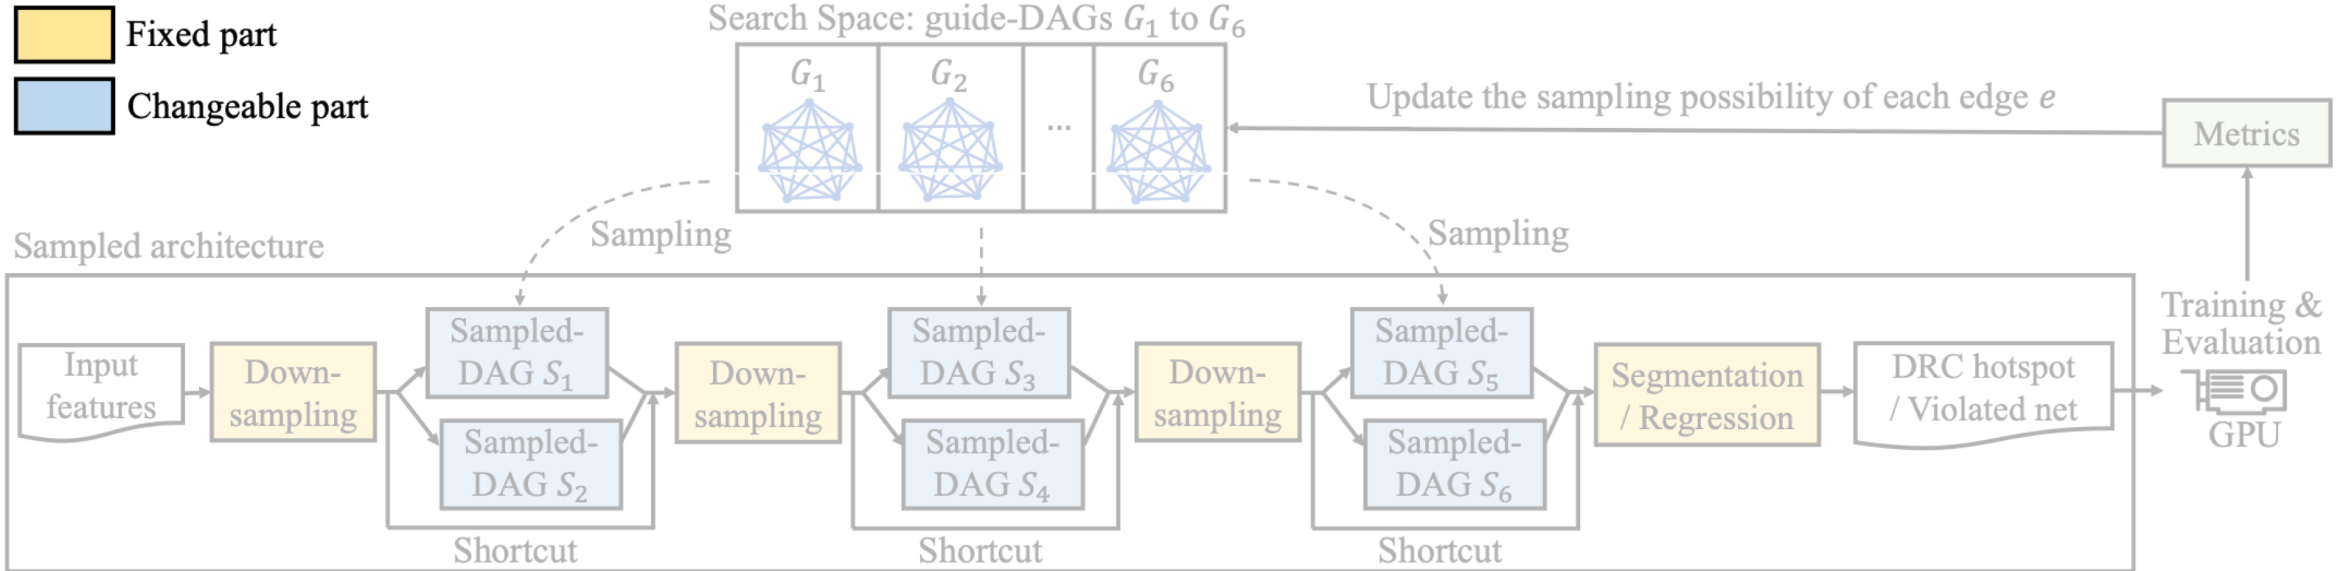 Fixed part
Changeable part
Search Space: guide-DAGs G₁ to G₆
G₁
G₂
...
G₆
Update the sampling possibility of each edge e
Metrics
Sampling
Sampling
Sampled architecture
Input
features
Down-
sampling
Sampled-
DAG S₁
Sampled-
DAG S₂
Shortcut
Down-
sampling
Sampled-
DAG S₃
Sampled-
DAG S₄
Shortcut
Down-
sampling
Sampled-
DAG S₅
Sampled-
DAG S₆
Shortcut
Segmentation
/ Regression
DRC hotspot
/ Violated net
Training &
Evaluation
GPU